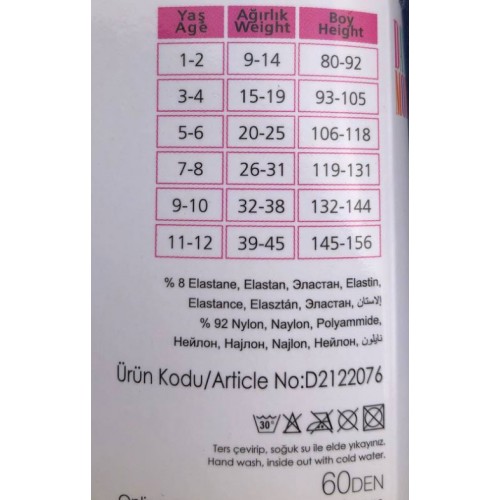 Yaş Ağırlık Boy
Age Weight Height
1-2 9-14 80-92
3-4 15-19 93-105
5-6 20-25 106-118
7-8 26-31 119-131
9-10 32-38 132-144
11-12 39-45 145-156
% 8 Elastane, Elastan, Эластан, Elastin,
Elastance, Elasztán, Эластан, إلاستان,
% 92 Nylon, Naylon, Polyammide,
Нейлон, Најлон, Najlon, Нейлон, نايلون
Ürün Kodu/Article No:D2122076
30°
Ters çevirip, soğuk su ile elde yıkayınız.
Hand wash, inside out with cold water.
60DEN